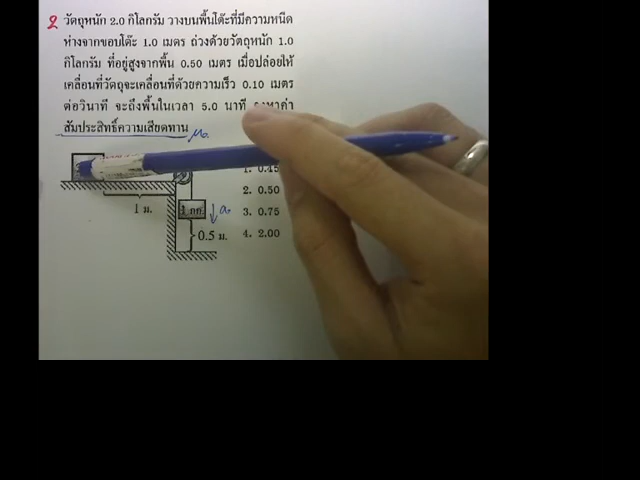 2 วัตถุหนัก 2.0 กิโลกรัม วางบนพื้นโต๊ะที่มีความหนืด
ห่างจากขอบโต๊ะ 1.0 เมตร ถ่วงด้วยวัตถุหนัก 1.0
กิโลกรัม ที่อยู่สูงจากพื้น 0.50 เมตร เมื่อปล่อยให้
เคลื่อนที่วัตถุจะเคลื่อนที่ด้วยความเร็ว 0.10 เมตร
ต่อวินาที จะถึงพื้นในเวลา 5.0 นาที
สัมประสิทธิ์ความเสียดทาน
1. 0.45
2. 0.50
1 ม.
1 กก.
3. 0.75
0.5 ม.
4. 2.00